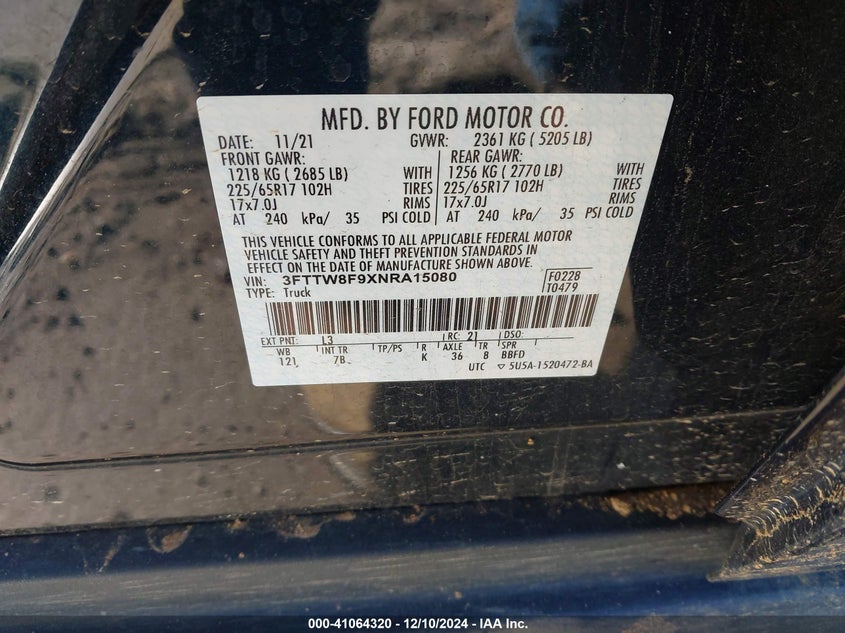 MFD. BY FORD MOTOR CO.
DATE: 11/21 GVWR: 2361 KG ( 5205 LB)
FRONT GAWR: REAR GAWR:
1218 KG ( 2685 LB) WITH 1256 KG ( 2770 LB) WITH
225/65R17 102H TIRES 225/65R17 102H TIRES
17x7.0J RIMS 17x7.0J RIMS
AT 240 kPa/ 35 PSI COLD AT 240 kPa/ 35 PSI COLD
THIS VEHICLE CONFORMS TO ALL APPLICABLE FEDERAL MOTOR
VEHICLE SAFETY AND THEFT PREVENTION STANDARDS IN
EFFECT ON THE DATE OF MANUFACTURE SHOWN ABOVE.
VIN: 3FTTW8F9XNRA15080 F0228
TYPE: Truck T0479
EXT PNT: L3 RC: 21 DSO:
WB INT TR TP/PS R AXLE TR SPR
121 7B K 36 8 BBFD
UTC ▽ 5U5A-1520472-BA
000-41064320 - 12/10/2024 - IAA Inc.